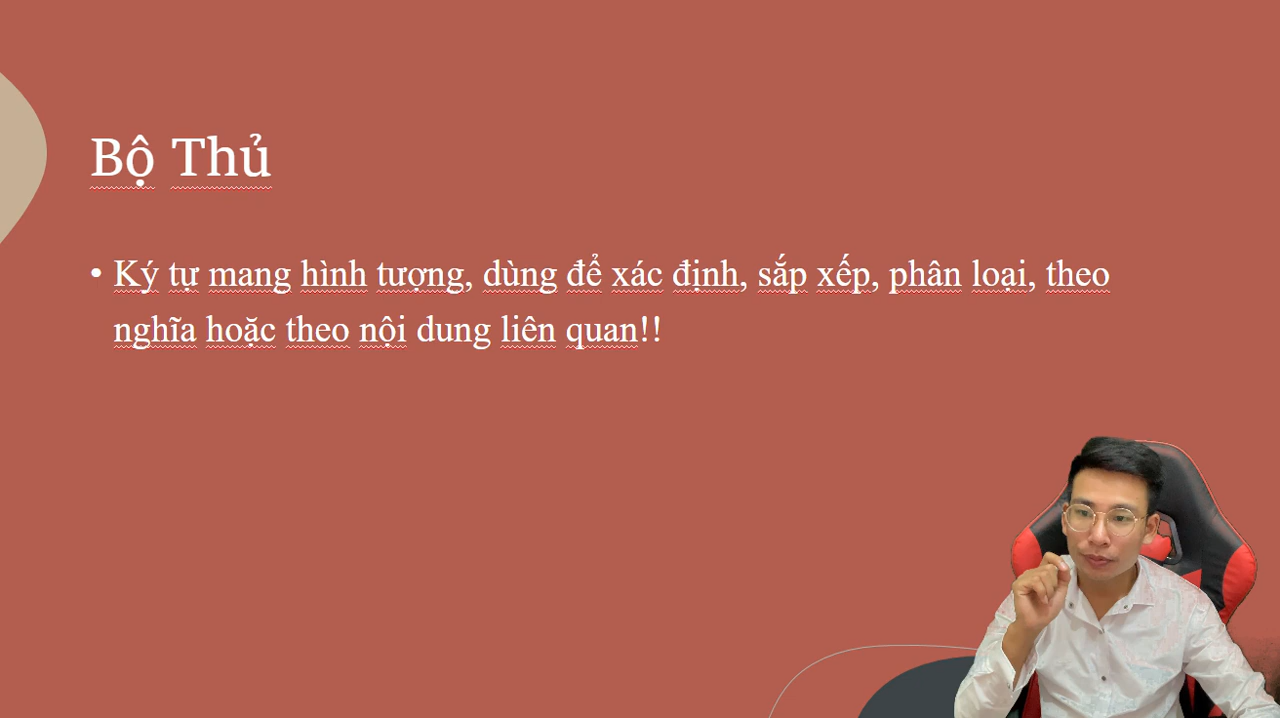 Bộ Thủ
• Ký tự mang hình tượng, dùng để xác định, sắp xếp, phân loại, theo
nghĩa hoặc theo nội dung liên quan!!